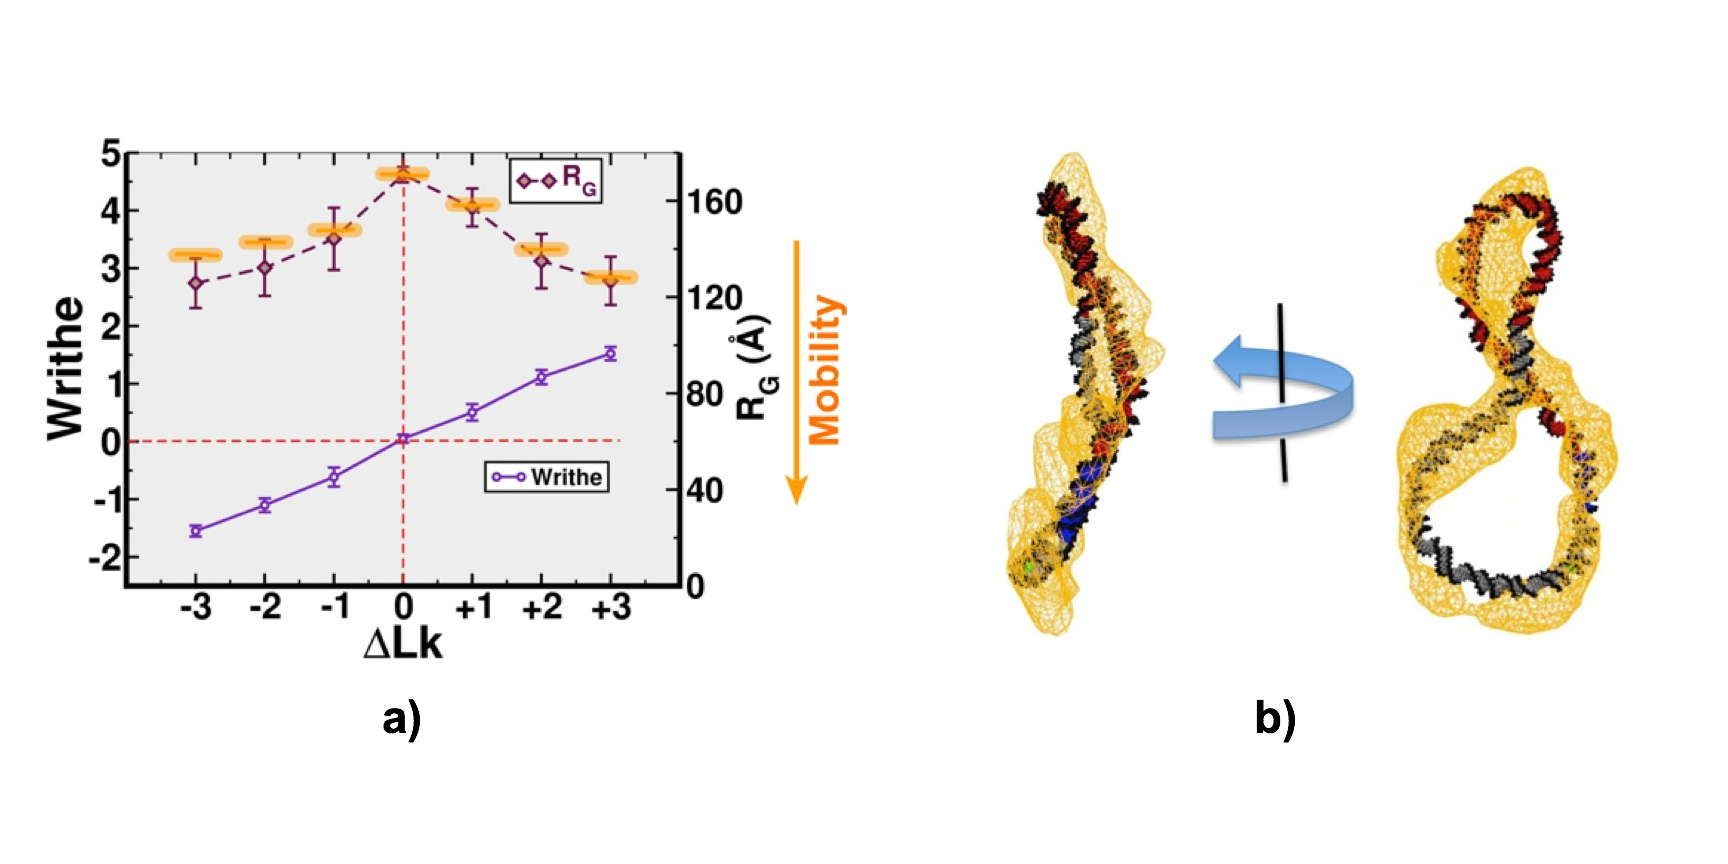 5
4
3
2
1
0
-1
-2
Writhe
R_G
Writhe
160
120
80
40
0
R_G (Å)
Mobility
-3 -2 -1 0 +1 +2 +3
ΔLk
a)
b)